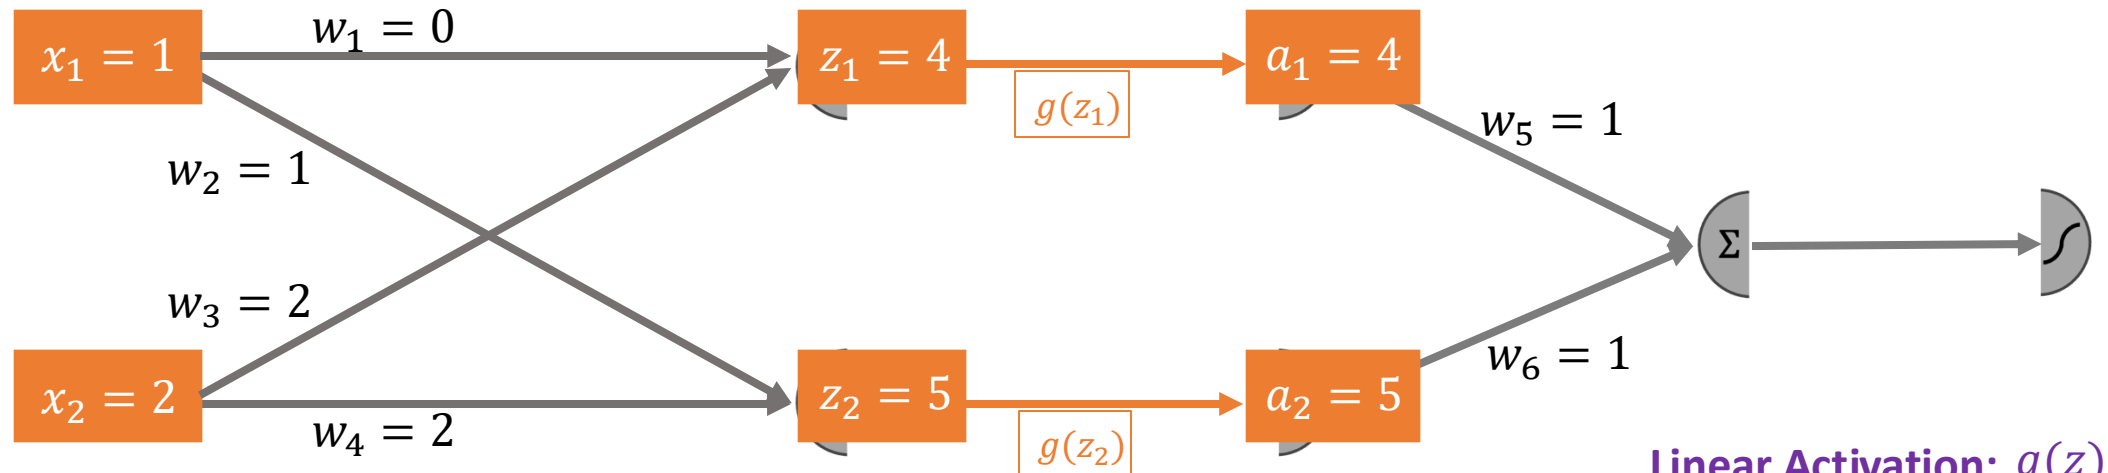 x₁ = 1
w₁ = 0
z₁ = 4
g(z₁)
a₁ = 4
w₅ = 1
w₂ = 1
Σ
w₃ = 2
x₂ = 2
w₄ = 2
z₂ = 5
g(z₂)
a₂ = 5
w₆ = 1
Linear Activation: g(z)